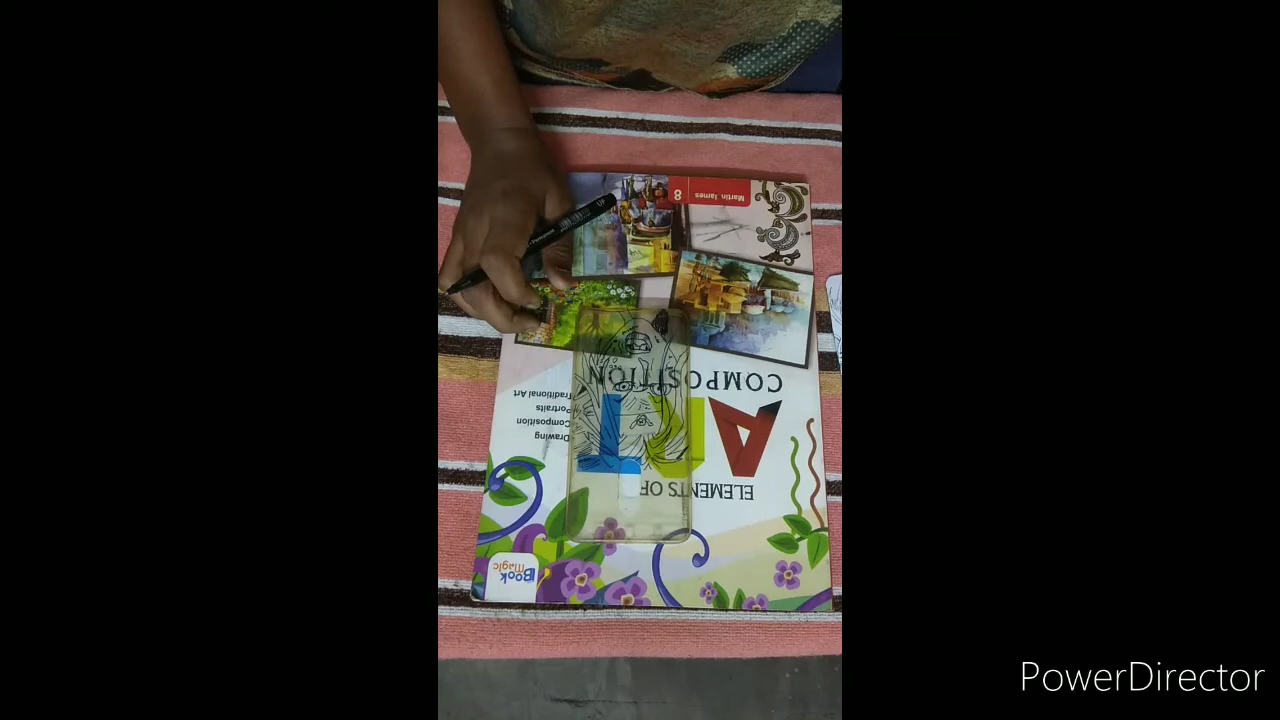 ELEMENTS OF
ART
COMPOSITION
Drawing
Composition
Portraits
Traditional Art
Martin James
8
Book
magic
PowerDirector